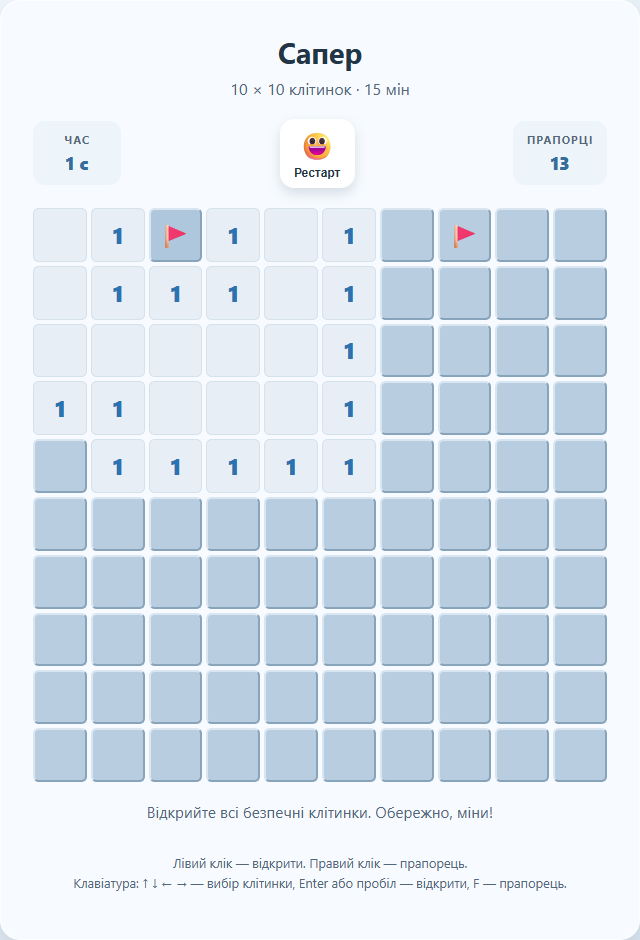 Сапер
10 × 10 клітинок · 15 мін
ЧАС
1 с
Рестарт
ПРАПОРЦІ
13
1 1 1
1 1 1 1
1
1 1 1
1 1 1 1 1
Відкрийте всі безпечні клітинки. Обережно, міни!
Лівий клік — відкрити. Правий клік — прапорець.
Клавіатура: ↑ ↓ ← → — вибір клітинки, Enter або пробіл — відкрити, F — прапорець.